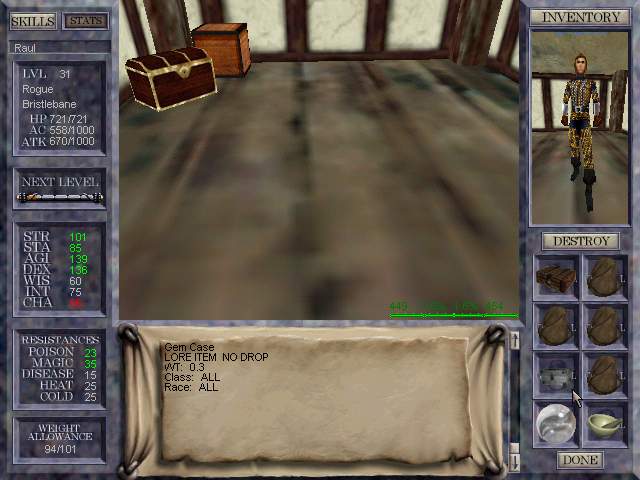 SKILLS STATS
Raul
LVL 31
Rogue
Bristlebane
HP 721/721
AC 558/1000
ATK 670/1000
NEXT LEVEL
STR 101
STA 85
AGI 139
DEX 136
WIS 60
INT 75
CHA
RESISTANCES
POISON 23
MAGIC 35
DISEASE 15
HEAT 25
COLD 25
WEIGHT
ALLOWANCE
94/101
Gem Case
LORE ITEM NO DROP
WT: 0.3
Class: ALL
Race: ALL
INVENTORY
DESTROY
DONE